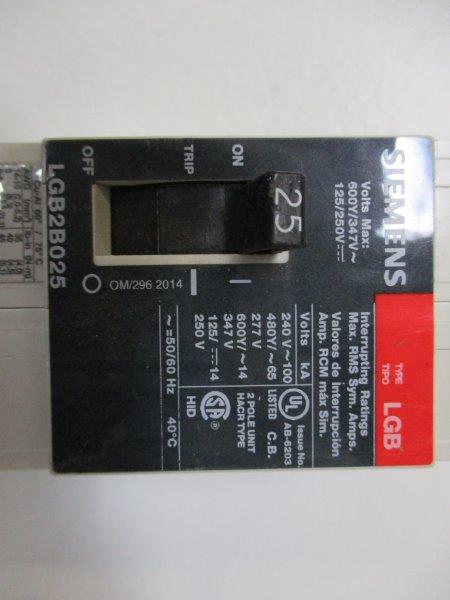 SIEMENS
TYPE
TIPO
LGB
Volts Max:
600Y/347V~
125/250V⎓
Interrupting Ratings
Max. RMS Sym. Amps.
Valores de Interrupción
Amp. RCM máx Sim.
ON
TRIP
OFF
25
OM/296 2014
LGB2B025
Volts kA
240 V~100
480Y/~65
277 V
600Y/~14
347 V
125/⎓14
250 V
~=50/60 Hz
40°C
UL
Issue No.
AB-6203
LISTED C.B.
2 POLE UNIT
HACR TYPE
SA
HID